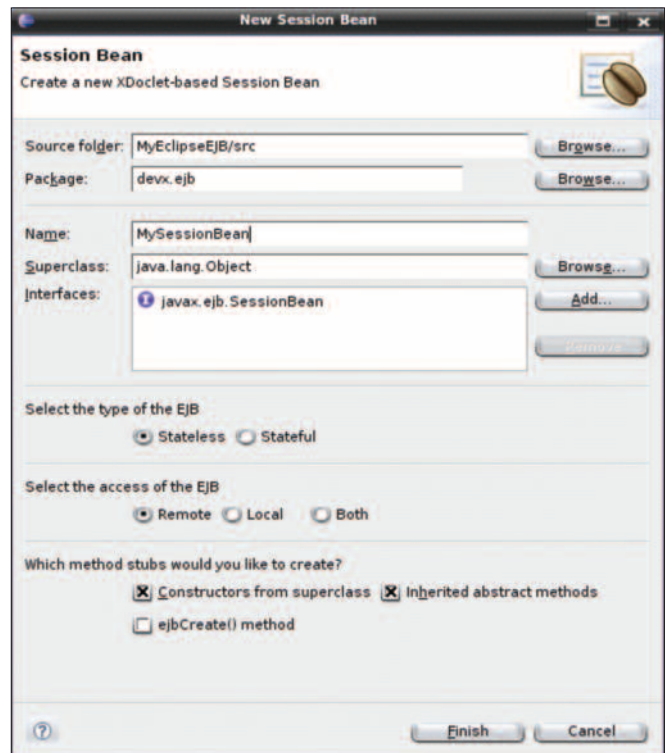 New Session Bean
Session Bean
Create a new XDoclet-based Session Bean
Source folder: MyEclipseEJB/src Browse...
Package: devx.ejb Browse...
Name: MySessionBean
Superclass: java.lang.Object Browse...
Interfaces: javax.ejb.SessionBean Add...
Remove
Select the type of the EJB
Stateless Stateful
Select the access of the EJB
Remote Local Both
Which method stubs would you like to create?
Constructors from superclass Inherited abstract methods
ejbCreate() method
? Finish Cancel